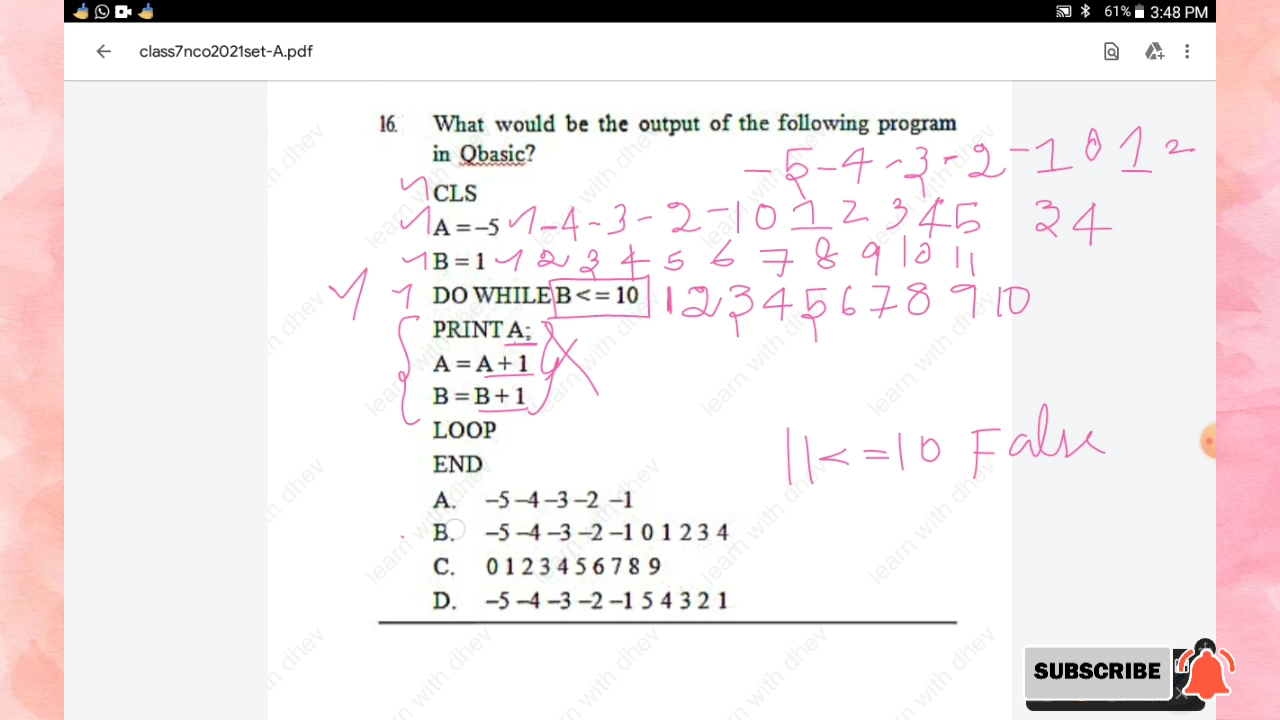 61% 3:48 PM
class7nco2021set-A.pdf
16. What would be the output of the following program
in Qbasic?
-5 -4 -3 -2 -1 0 1 2
CLS
A = –5 -4 -3 -2 -1 0 1 2 3 4 5 3 4
B = 1 2 3 4 5 6 7 8 9 10 11
DO WHILE B <= 10 1 2 3 4 5 6 7 8 9 10
PRINT A;
A = A + 1
B = B + 1
LOOP
11<=10 False
END
A. –5 –4 –3 –2 –1
B. –5 –4 –3 –2 –1 0 1 2 3 4
C. 0 1 2 3 4 5 6 7 8 9
D. –5 –4 –3 –2 –1 5 4 3 2 1
learn with dhev
SUBSCRIBE